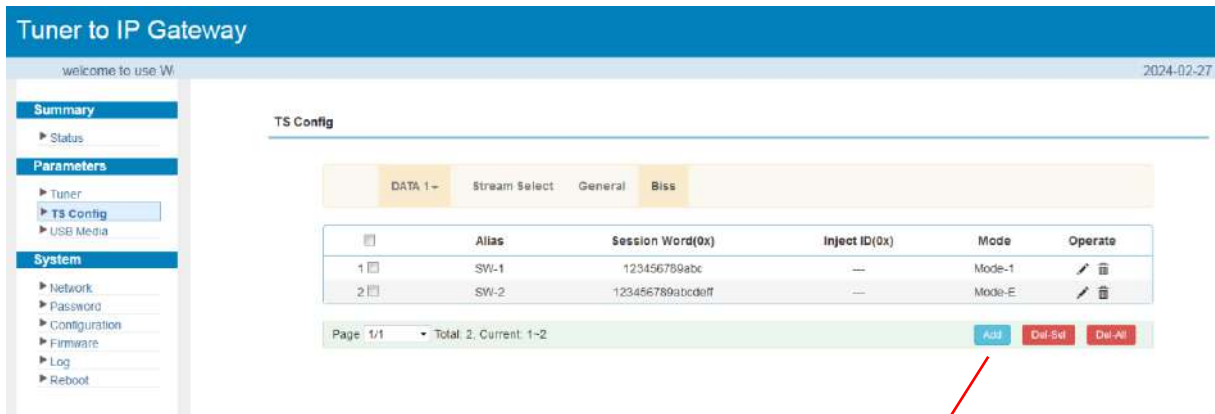 Tuner to IP Gateway
welcome to use W
2024-02-27
Summary
Status
Parameters
Tuner
TS Config
USB Media
System
Network
Password
Configuration
Firmware
Log
Reboot
TS Config
DATA 1 Stream Select General Biss
Alias Session Word(0x) Inject ID(0x) Mode Operate
1 SW-1 123456789abc --- Mode-1
2 SW-2 123456789abcdeff --- Mode-E
Page 1/1 Total: 2, Current: 1~2 Add Del-Sel Del-All